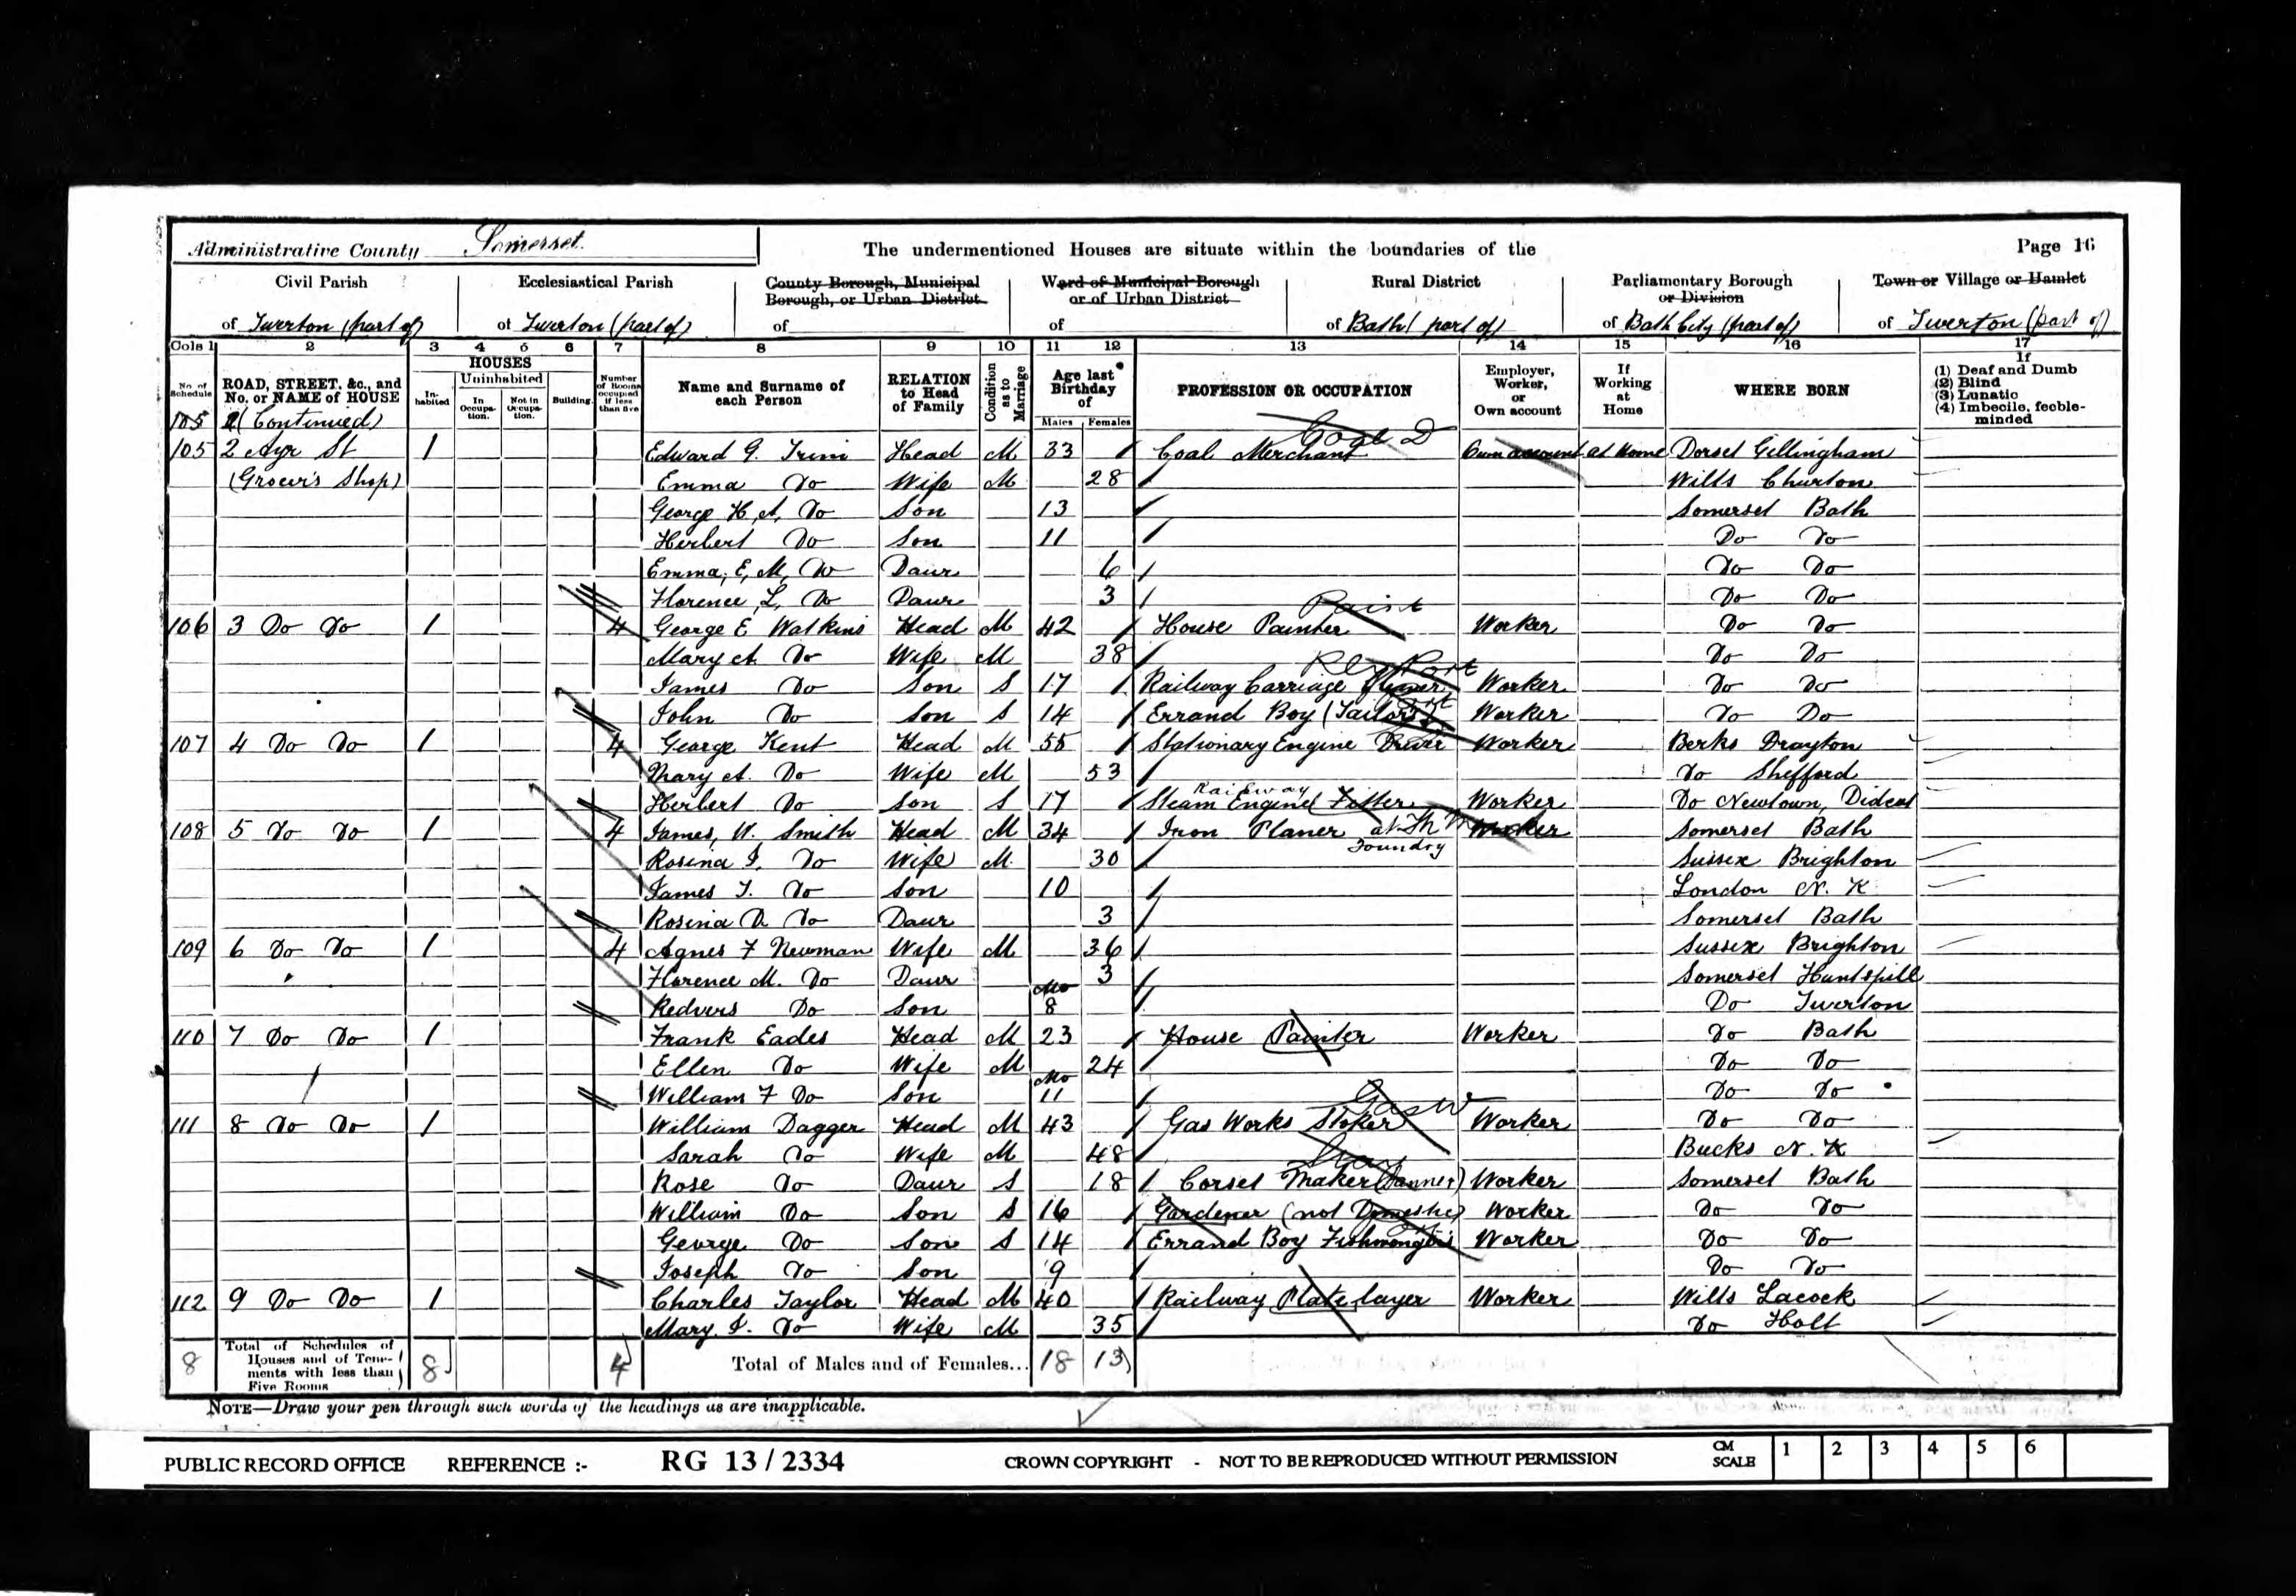 Administrative County Somerset. The undermentioned Houses are situate within the boundaries of the Page 16
Civil Parish Ecclesiastical Parish County Borough, Municipal Borough, or Urban District Ward of Municipal Borough or of Urban District Rural District Parliamentary Borough or Division Town or Village or Hamlet
of Twerton (part of) of Twerton (part of) of of of Bath (part of) of Bath City (part of) of Twerton (part of)
Cols 1 2 3 4 5 6 7 8 9 10 11 12 13 14 15 16 17
No. of Schedule ROAD, STREET, &c., and No. or NAME of HOUSE HOUSES In-habited Uninhabited In Occupa-tion. Not in Occupa-tion. Building Number of Rooms occupied if less than five Name and Surname of each Person RELATION to Head of Family Condition as to Marriage Age last Birthday of Males Females PROFESSION OR OCCUPATION Employer, Worker, or Own account If Working at Home WHERE BORN If (1) Deaf and Dumb (2) Blind (3) Lunatic (4) Imbecile, feeble-minded
105 (Continued)
Coal D
105 2 Ayr St 1 Edward G. Trim Head M 33 Coal Merchant Own account at Home Dorset Gillingham
(Grocer's Shop) Emma Do Wife M 28 Wilts Churton
George H. A. Do Son 13 Somerset Bath
Herbert Do Son 11 Do Do
Emma, E, M, Do Daur 6 Do Do
Florence, L, Do Daur 3 Do Do
Paint
106 3 Do Do 1 4 George E Watkins Head M 42 House Painter Worker Do Do
Mary A. Do Wife M 38 Do Do
James Do Son S 17 Railway Carriage Cleaner Worker Do Do
John Do Son S 14 Errand Boy (Tailors) Worker Do Do
107 4 Do Do 1 4 George Kent Head M 55 Stationary Engine Driver Worker Berks Drayton
Mary A. Do Wife M 53 Do Shefford
Railway
Herbert Do Son S 17 Steam Engine Fitter Worker Do Newtown, Didcot
108 5 Do Do 1 4 James, W. Smith Head M 34 Iron Planer at Foundry Worker Somerset Bath
Rosina I. Do Wife M 30 Sussex Brighton
James T. Do Son 10 London N. K
Rosina D. Do Daur 3 Somerset Bath
109 6 Do Do 1 4 Agnes F Newman Wife M 36 Sussex Brighton
Florence M. Do Daur 3 Somerset Huntspill
Redvers Do Son Mo 8 Do Twerton
110 7 Do Do 1 Frank Eades Head M 23 House Painter Worker Do Bath
Ellen Do Wife M 24 Do Do
William F Do Son Mo 11 Do Do
Gas W
111 8 Do Do 1 William Dagger Head M 43 Gas Works Stoker Worker Do Do
Sarah Do Wife M 48 Bucks N. K
Rose Do Daur S 18 Corset Maker Worker Somerset Bath
William Do Son S 16 Gardener (not Domestic) Worker Do Do
George Do Son S 14 Errand Boy Fishmongers Worker Do Do
Joseph Do Son 9 Do Do
112 9 Do Do 1 Charles Taylor Head M 40 Railway Plate layer Worker Wilts Lacock
Mary. I. Do Wife M 35 Do Holt
8 Total of Schedules of Houses and of Tene-ments with less than Five Rooms 8 4 Total of Males and of Females... 18 13
NOTE—Draw your pen through such words of the headings as are inapplicable.
PUBLIC RECORD OFFICE REFERENCE :- RG 13 / 2334 CROWN COPYRIGHT - NOT TO BE REPRODUCED WITHOUT PERMISSION CM SCALE 1 2 3 4 5 6